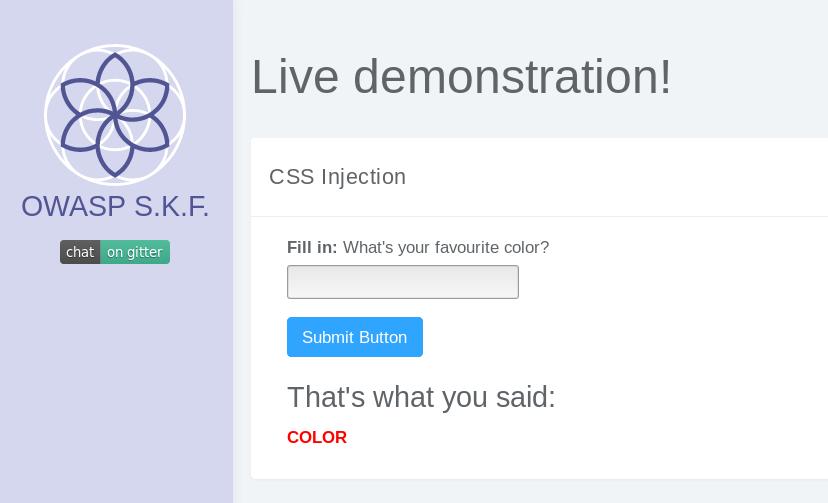 OWASP S.K.F.
chat on gitter
Live demonstration!
CSS Injection
Fill in: What's your favourite color?
Submit Button
That's what you said:
COLOR